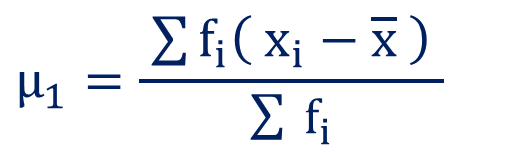 μ₁ = ∑ fᵢ( xᵢ − x̅ ) / ∑ fᵢ